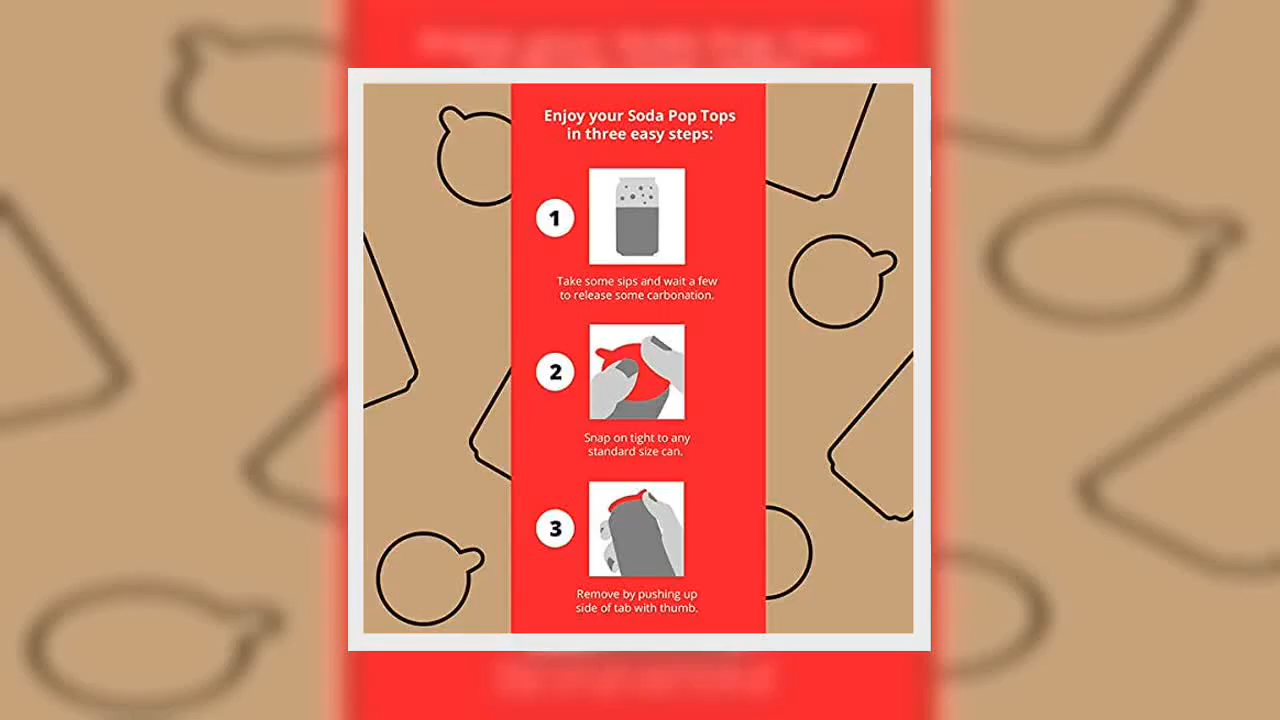 Enjoy your Soda Pop Tops
in three easy steps:
1
Take some sips and wait a few
to release some carbonation.
2
Snap on tight to any
standard size can.
3
Remove by pushing up
side of tab with thumb.